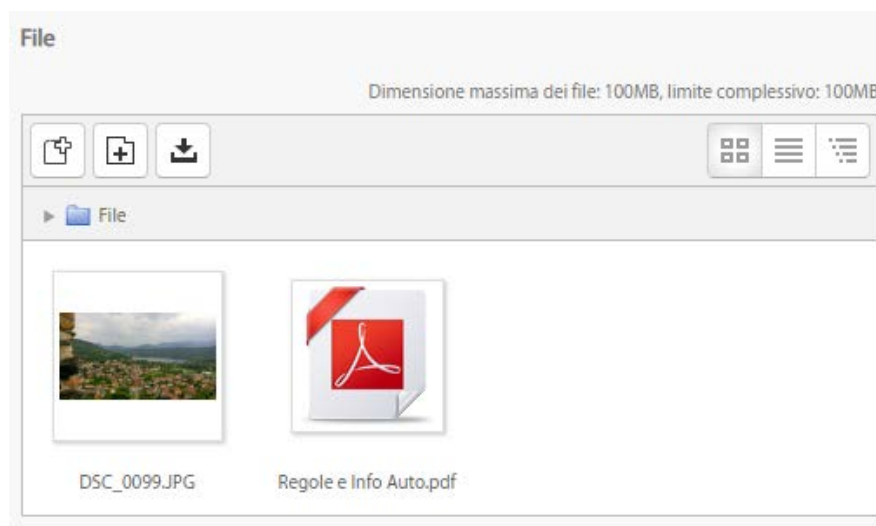 File
Dimensione massima dei file: 100MB, limite complessivo: 100MB
File
DSC_0099.JPG
Regole e Info Auto.pdf